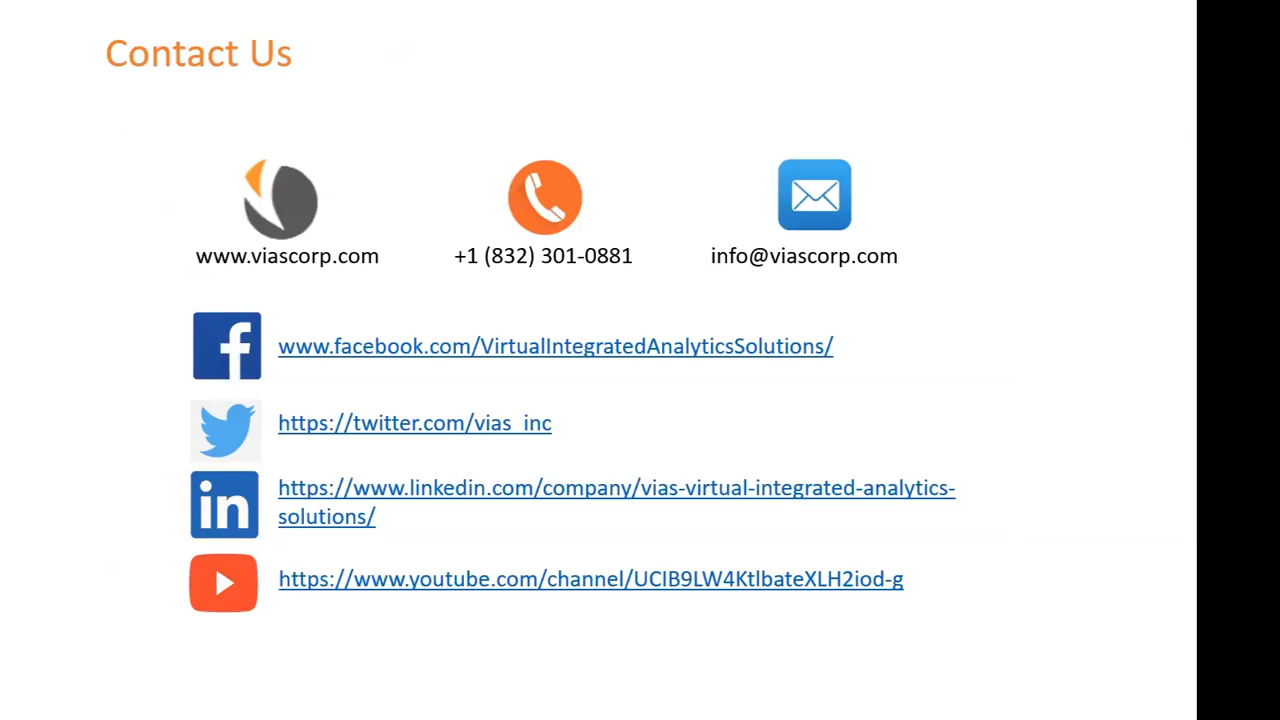 Contact Us
www.viascorp.com
+1 (832) 301-0881
info@viascorp.com
www.facebook.com/VirtualIntegratedAnalyticsSolutions/
https://twitter.com/vias_inc
https://www.linkedin.com/company/vias-virtual-integrated-analytics-
solutions/
https://www.youtube.com/channel/UCIB9LW4KtlbateXLH2iod-g